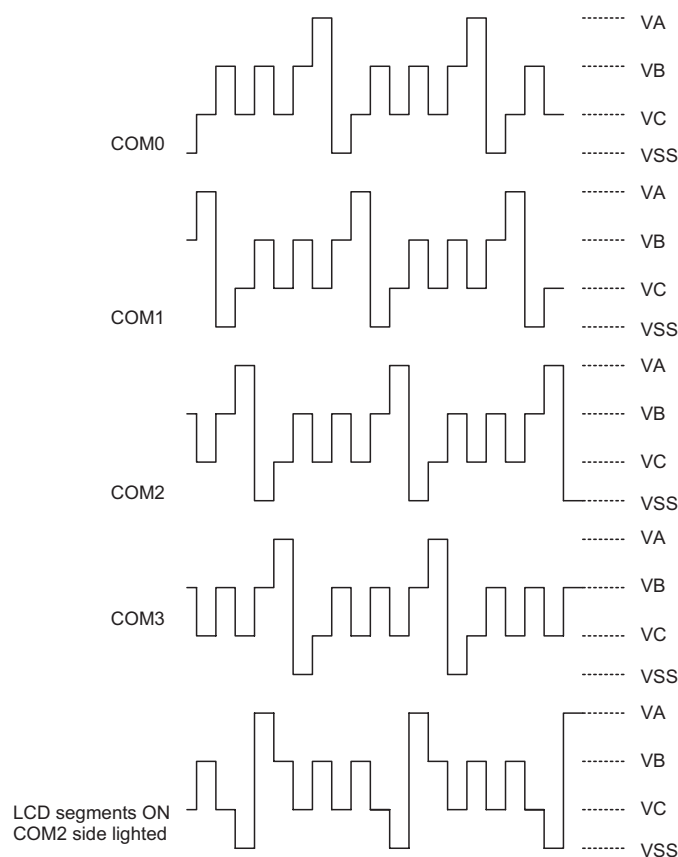 VA
VB
VC
COM0
VSS
VA
VB
VC
COM1
VSS
VA
VB
VC
COM2
VSS
VA
VB
COM3
VC
VSS
VA
VB
VC
LCD segments ON
COM2 side lighted
VSS